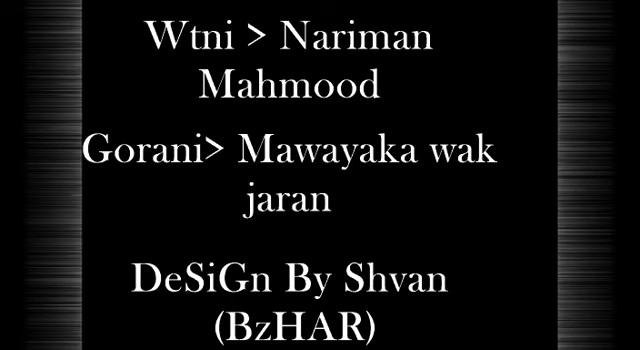 Wtni > Nariman
Mahmood
Gorani> Mawayaka wak
jaran
DeSiGn By Shvan
(BzHAR)